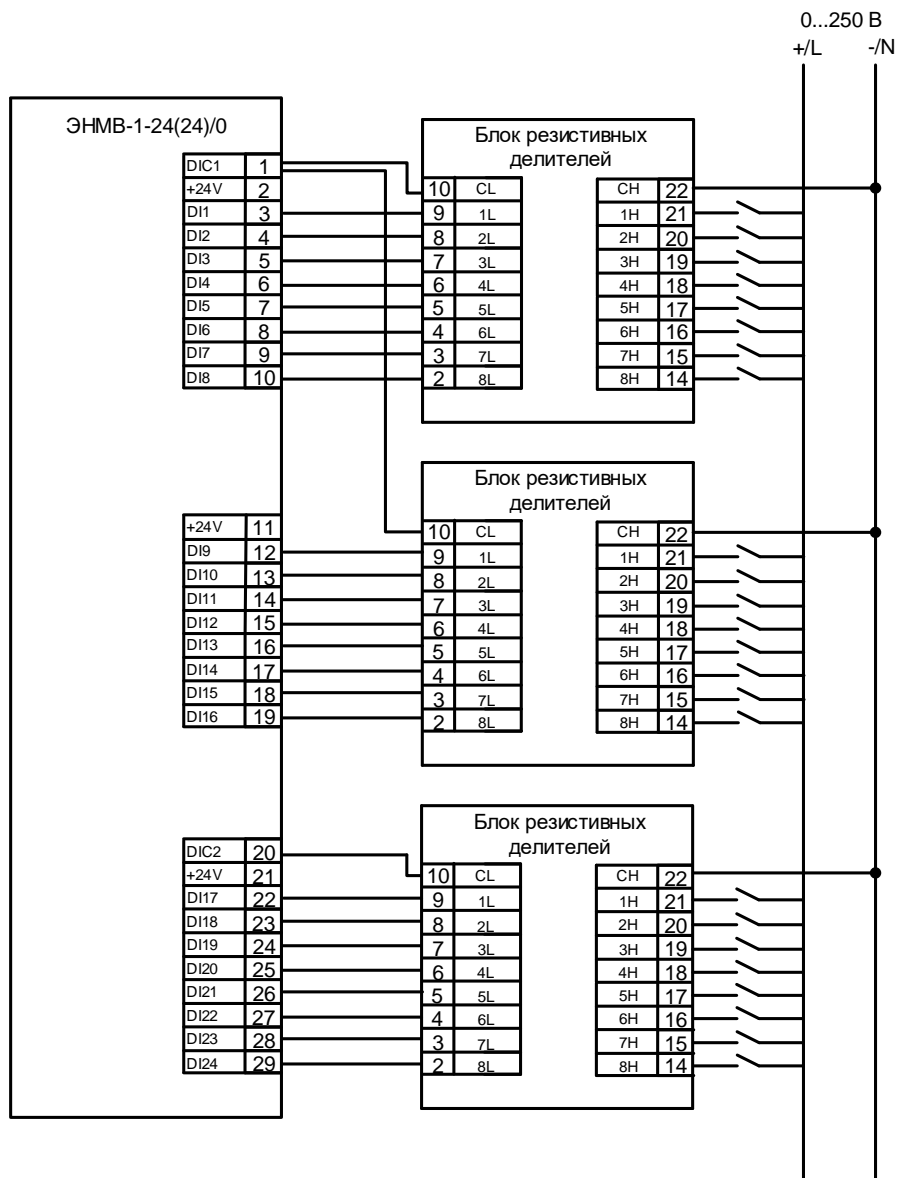 0...250 В
+/L -/N
ЭНМВ-1-24(24)/0
DIC1 1
+24V 2
DI1 3
DI2 4
DI3 5
DI4 6
DI5 7
DI6 8
DI7 9
DI8 10
Блок резистивных
делителей
10 CL CH 22
9 1L 1H 21
8 2L 2H 20
7 3L 3H 19
6 4L 4H 18
5 5L 5H 17
4 6L 6H 16
3 7L 7H 15
2 8L 8H 14
+24V 11
DI9 12
DI10 13
DI11 14
DI12 15
DI13 16
DI14 17
DI15 18
DI16 19
Блок резистивных
делителей
10 CL CH 22
9 1L 1H 21
8 2L 2H 20
7 3L 3H 19
6 4L 4H 18
5 5L 5H 17
4 6L 6H 16
3 7L 7H 15
2 8L 8H 14
DIC2 20
+24V 21
DI17 22
DI18 23
DI19 24
DI20 25
DI21 26
DI22 27
DI23 28
DI24 29
Блок резистивных
делителей
10 CL CH 22
9 1L 1H 21
8 2L 2H 20
7 3L 3H 19
6 4L 4H 18
5 5L 5H 17
4 6L 6H 16
3 7L 7H 15
2 8L 8H 14